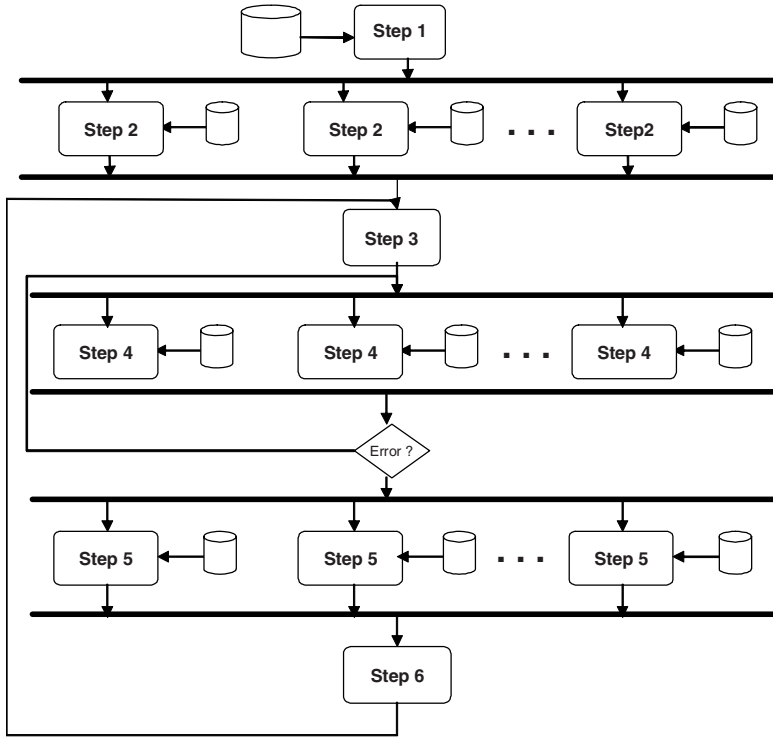 Step 1
Step 2
Step 2
. . .
Step2
Step 3
Step 4
Step 4
. . .
Step 4
Error ?
Step 5
Step 5
. . .
Step 5
Step 6